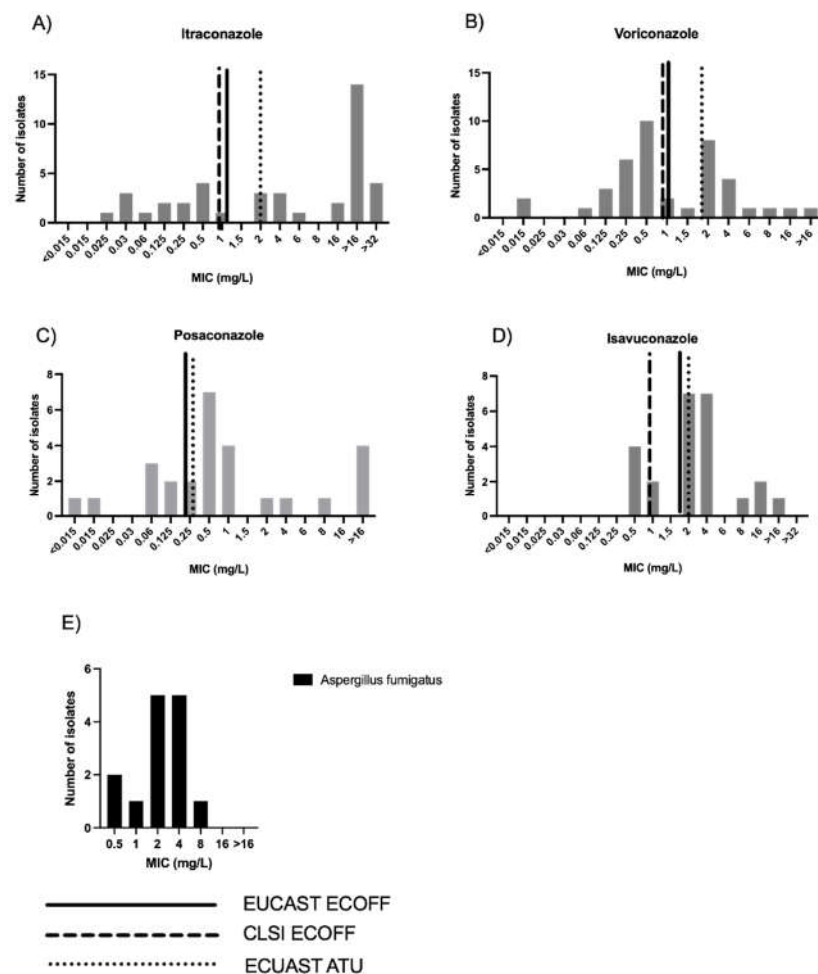 A)
Itraconazole
Number of isolates
15
10
5
0
<0.015 0.015 0.025 0.03 0.06 0.125 0.25 0.5 1 1.5 2 4 6 8 16 >16 >32
MIC (mg/L)
B)
Voriconazole
Number of isolates
15
10
5
0
<0.015 0.015 0.025 0.03 0.06 0.125 0.25 0.5 1 1.5 2 4 6 8 16 >16
MIC (mg/L)
C)
Posaconazole
Number of isolates
8
6
4
2
0
<0.015 0.015 0.025 0.03 0.06 0.125 0.25 0.5 1 1.5 2 4 6 8 16 >16
MIC (mg/L)
D)
Isavuconazole
Number of isolates
8
6
4
2
0
<0.015 0.015 0.025 0.03 0.06 0.125 0.25 0.5 1 1.5 2 4 6 8 16 >16 >32
MIC (mg/L)
E)
Number of isolates
6
4
2
0
0.5 1 2 4 8 16 >16
MIC (mg/L)
Aspergillus fumigatus
EUCAST ECOFF
CLSI ECOFF
ECUAST ATU